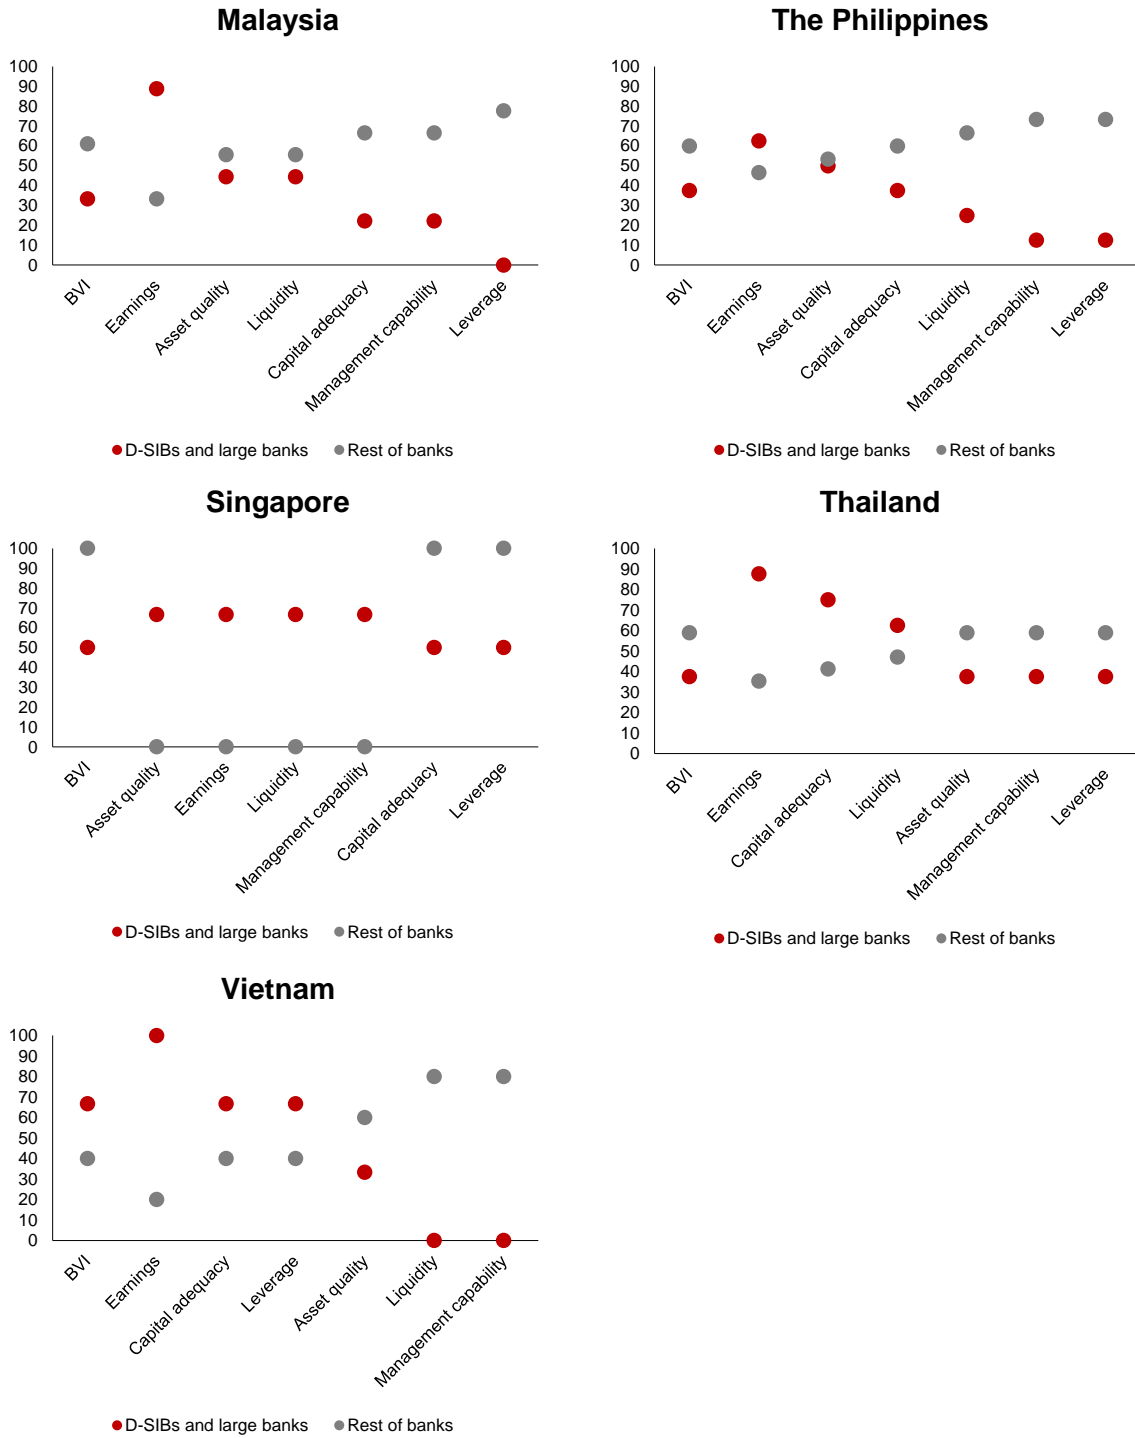 Malaysia
100
90
80
70
60
50
40
30
20
10
0
BVI
Earnings
Asset quality
Liquidity
Capital adequacy
Management capability
Leverage
D-SIBs and large banks Rest of banks
The Philippines
100
90
80
70
60
50
40
30
20
10
0
BVI
Earnings
Asset quality
Capital adequacy
Liquidity
Management capability
Leverage
D-SIBs and large banks Rest of banks
Singapore
100
90
80
70
60
50
40
30
20
10
0
BVI
Asset quality
Earnings
Liquidity
Management capability
Capital adequacy
Leverage
D-SIBs and large banks Rest of banks
Thailand
100
90
80
70
60
50
40
30
20
10
0
BVI
Earnings
Capital adequacy
Liquidity
Asset quality
Management capability
Leverage
D-SIBs and large banks Rest of banks
Vietnam
100
90
80
70
60
50
40
30
20
10
0
BVI
Earnings
Capital adequacy
Leverage
Asset quality
Liquidity
Management capability
D-SIBs and large banks Rest of banks